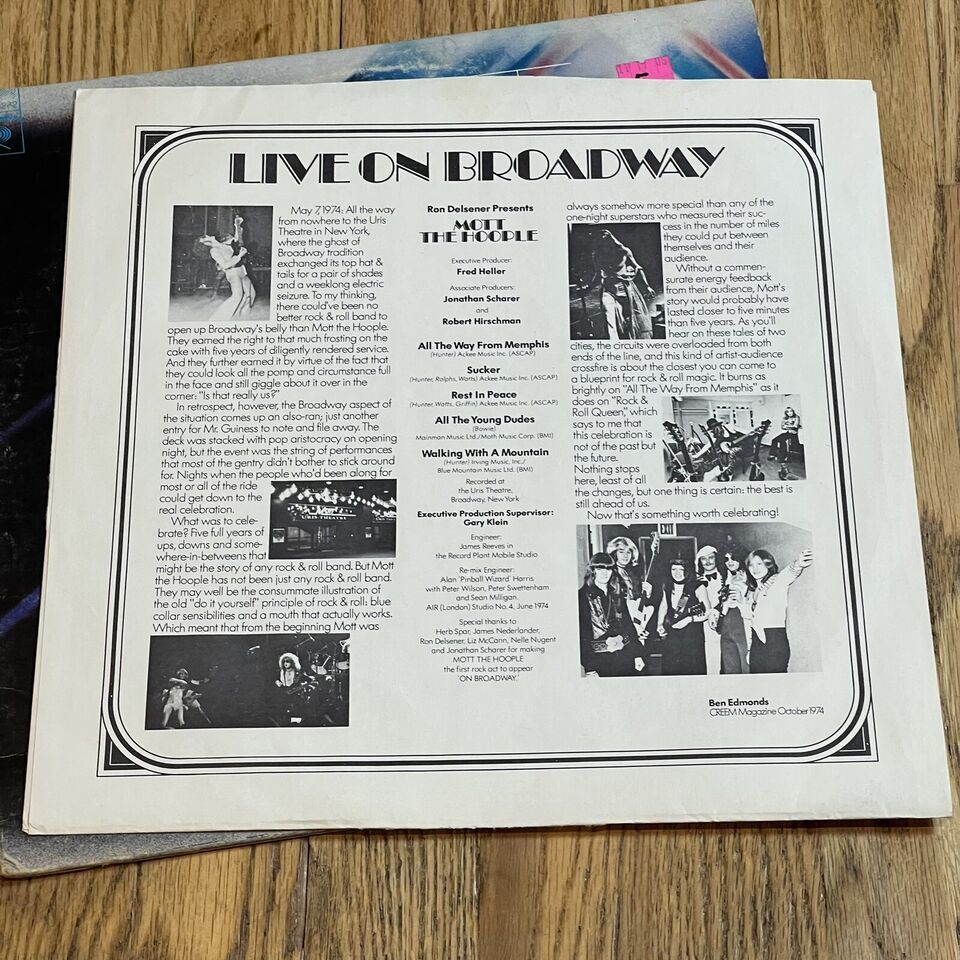 LIVE ON BROADWAY
May 7, 1974: All the way
from nowhere to the Uris
Theatre in New York,
where the ghost of
Broadway tradition
exchanged its top hat &
tails for a pair of shades
and a weeklong electric
seizure. To my thinking,
there could've been no
better rock & roll band to
open up Broadway's belly than Mott the Hoople.
They earned the right to that much frosting on the
cake with five years of diligently rendered service.
And they further earned it by virtue of the fact that
they could look all the pomp and circumstance full
in the face and still giggle about it over in the
corner: "Is that really us?"
In retrospect, however, the Broadway aspect of
the situation comes up an also-ran; just another
entry for Mr. Guiness to note and file away. The
deck was stacked with pop aristocracy on opening
night, but the event was the string of performances
that most of the gentry didn't bother to stick around
for. Nights when the people who'd been along for
most or all of the ride
could get down to the
real celebration.
What was to cele-
brate? Five full years of
ups, downs and some-
where-in-betweens that
might be the story of any rock & roll band. But Mott
the Hoople has not been just any rock & roll band.
They may well be the consummate illustration of
the old "do it yourself" principle of rock & roll: blue
collar sensibilities and a mouth that actually works.
Which meant that from the beginning Mott was
URIS THEATRE
Ron Delsener Presents
MOTT
THE HOOPLE
Executive Producer:
Fred Heller
Associate Producers:
Jonathan Scharer
and
Robert Hirschman
All The Way From Memphis
(Hunter) Ackee Music Inc. (ASCAP)
Sucker
(Hunter, Ralphs, Watts) Ackee Music Inc. (ASCAP)
Rest In Peace
(Hunter, Watts, Griffin) Ackee Music Inc. (ASCAP)
All The Young Dudes
(Bowie)
Mainman Music Ltd./Moth Music Corp. (BMI)
Walking With A Mountain
(Hunter) Irving Music, Inc./
Blue Mountain Music Ltd. (BMI)
Recorded at
the Uris Theatre,
Broadway, New York
Executive Production Supervisor:
Gary Klein
Engineer:
James Reeves in
the Record Plant Mobile Studio
Re-mix Engineer:
Alan 'Pinball Wizard' Harris
with Peter Wilson, Peter Swettenham
and Sean Milligan.
AIR (London) Studio No. 4, June 1974
Special thanks to
Herb Spar, James Nederlander,
Ron Delsener, Liz McCann, Nelle Nugent
and Jonathan Scharer for making
MOTT THE HOOPLE
the first rock act to appear
'ON BROADWAY.'
always somehow more special than any of the
one-night superstars who measured their suc-
cess in the number of miles
they could put between
themselves and their
audience.
Without a commen-
surate energy feedback
from their audience, Mott's
story would probably have
lasted closer to five minutes
than five years. As you'll
hear on these tales of two
cities, the circuits were overloaded from both
ends of the line, and this kind of artist-audience
crossfire is about the closest you can come to
a blueprint for rock & roll magic. It burns as
brightly on "All The Way From Memphis" as it
does on "Rock &
Roll Queen," which
says to me that
this celebration is
not of the past but
the future.
Nothing stops
here, least of all
the changes, but one thing is certain: the best is
still ahead of us.
Now that's something worth celebrating!
EXIT
Ben Edmonds
CREEM Magazine October 1974